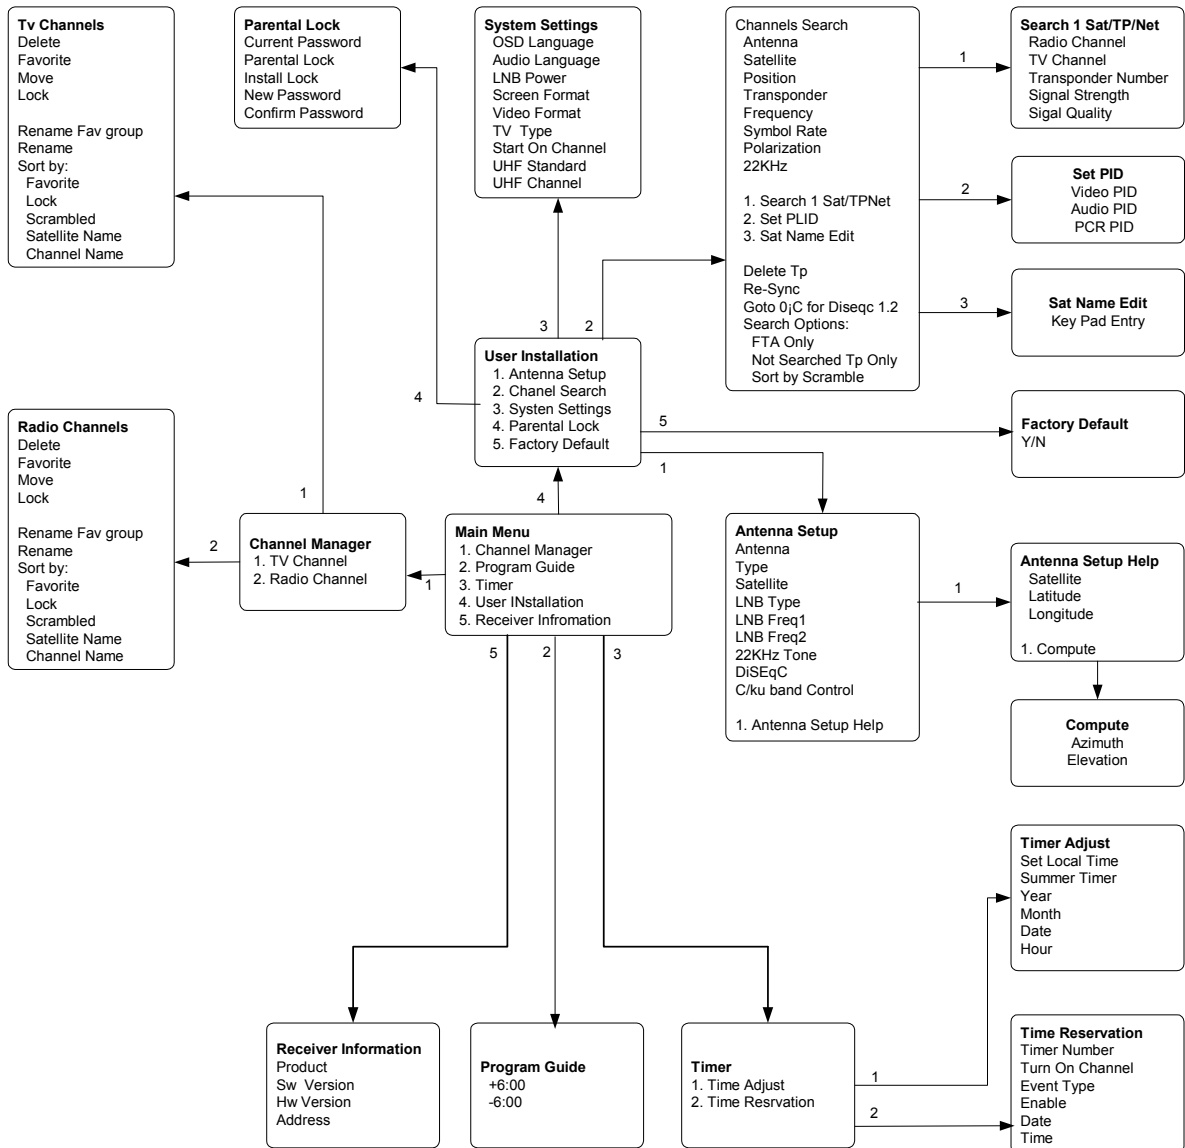 Tv Channels
Delete
Favorite
Move
Lock
Rename Fav group
Rename
Sort by:
Favorite
Lock
Scrambled
Satellite Name
Channel Name
Parental Lock
Current Password
Parental Lock
Install Lock
New Password
Confirm Password
System Settings
OSD Language
Audio Language
LNB Power
Screen Format
Video Format
TV Type
Start On Channel
UHF Standard
UHF Channel
Channels Search
Antenna
Satellite
Position
Transponder
Frequency
Symbol Rate
Polarization
22KHz
1. Search 1 Sat/TPNet
2. Set PLID
3. Sat Name Edit
Delete Tp
Re-Sync
Goto 0¡C for Diseqc 1.2
Search Options:
FTA Only
Not Searched Tp Only
Sort by Scramble
1
Search 1 Sat/TP/Net
Radio Channel
TV Channel
Transponder Number
Signal Strength
Sigal Quality
2
Set PID
Video PID
Audio PID
PCR PID
3
Sat Name Edit
Key Pad Entry
3
2
4
User Installation
1. Antenna Setup
2. Chanel Search
3. Systen Settings
4. Parental Lock
5. Factory Default
5
1
Factory Default
Y/N
Radio Channels
Delete
Favorite
Move
Lock
Rename Fav group
Rename
Sort by:
Favorite
Lock
Scrambled
Satellite Name
Channel Name
1
2
Channel Manager
1. TV Channel
2. Radio Channel
1
4
Main Menu
1. Channel Manager
2. Program Guide
3. Timer
4. User INstallation
5. Receiver Infromation
5
2
3
Antenna Setup
Antenna
Type
Satellite
LNB Type
LNB Freq1
LNB Freq2
22KHz Tone
DiSEqC
C/ku band Control
1. Antenna Setup Help
1
Antenna Setup Help
Satellite
Latitude
Longitude
1. Compute
Compute
Azimuth
Elevation
Timer Adjust
Set Local Time
Summer Timer
Year
Month
Date
Hour
Receiver Information
Product
Sw Version
Hw Version
Address
Program Guide
+6:00
-6:00
Timer
1. Time Adjust
2. Time Resrvation
1
2
Time Reservation
Timer Number
Turn On Channel
Event Type
Enable
Date
Time